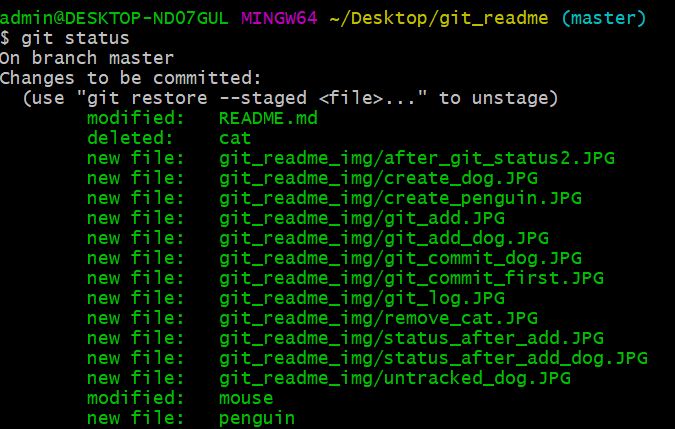 admin@DESKTOP-ND07GUL MINGW64 ~/Desktop/git_readme (master)
$ git status
On branch master
Changes to be committed:
  (use "git restore --staged <file>..." to unstage)
        modified:   README.md
        deleted:    cat
        new file:   git_readme_img/after_git_status2.JPG
        new file:   git_readme_img/create_dog.JPG
        new file:   git_readme_img/create_penguin.JPG
        new file:   git_readme_img/git_add.JPG
        new file:   git_readme_img/git_add_dog.JPG
        new file:   git_readme_img/git_commit_dog.JPG
        new file:   git_readme_img/git_commit_first.JPG
        new file:   git_readme_img/git_log.JPG
        new file:   git_readme_img/remove_cat.JPG
        new file:   git_readme_img/status_after_add.JPG
        new file:   git_readme_img/status_after_add_dog.JPG
        new file:   git_readme_img/untracked_dog.JPG
        modified:   mouse
        new file:   penguin